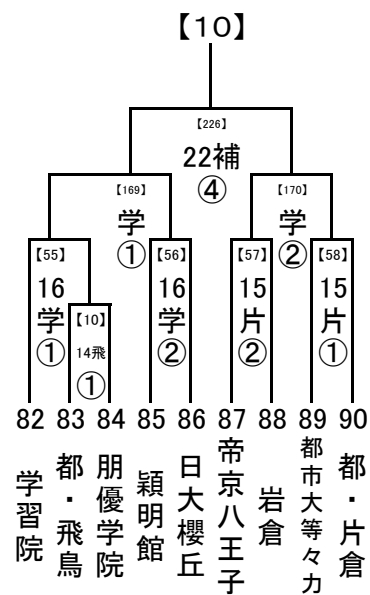 【10】
【226】
22補
④
【169】
学
①
【170】
学
②
【55】
16
学
①
【56】
16
学
②
【57】
15
片
②
【58】
15
片
①
【10】
14飛
①
82 83 84 85 86 87 88 89 90
学習院
都・飛鳥
朋優学院
穎明館
日大櫻丘
帝京八王子
岩倉
都市大等々力
都・片倉